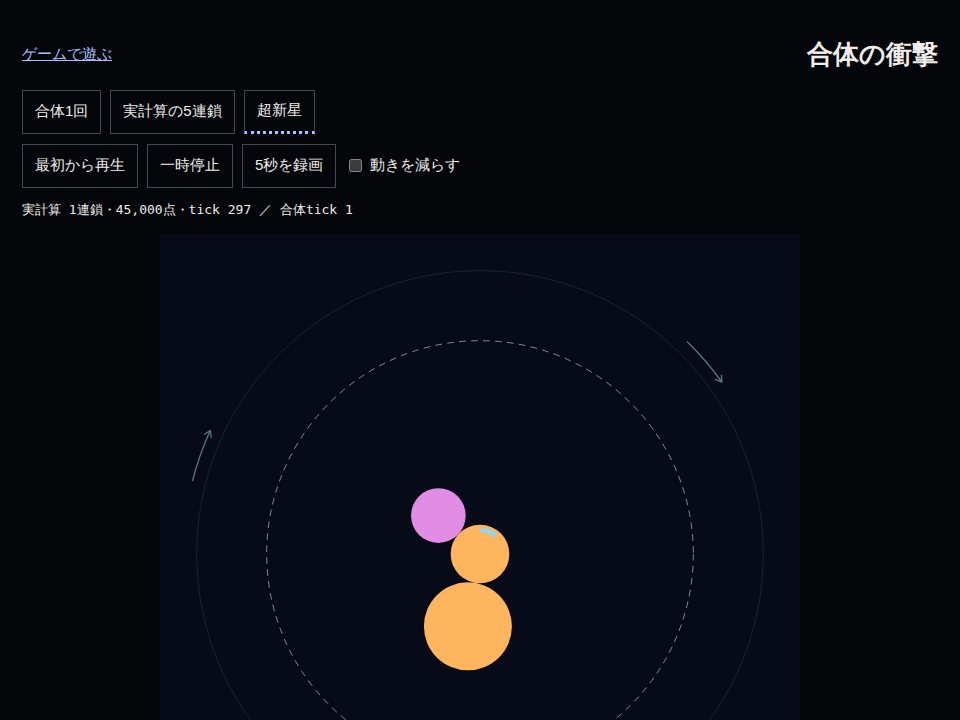 ゲームで遊ぶ
合体の衝撃
合体1回
実計算の5連鎖
超新星
最初から再生
一時停止
5秒を録画
動きを減らす
実計算 1連鎖・45,000点・tick 297 ／ 合体tick 1